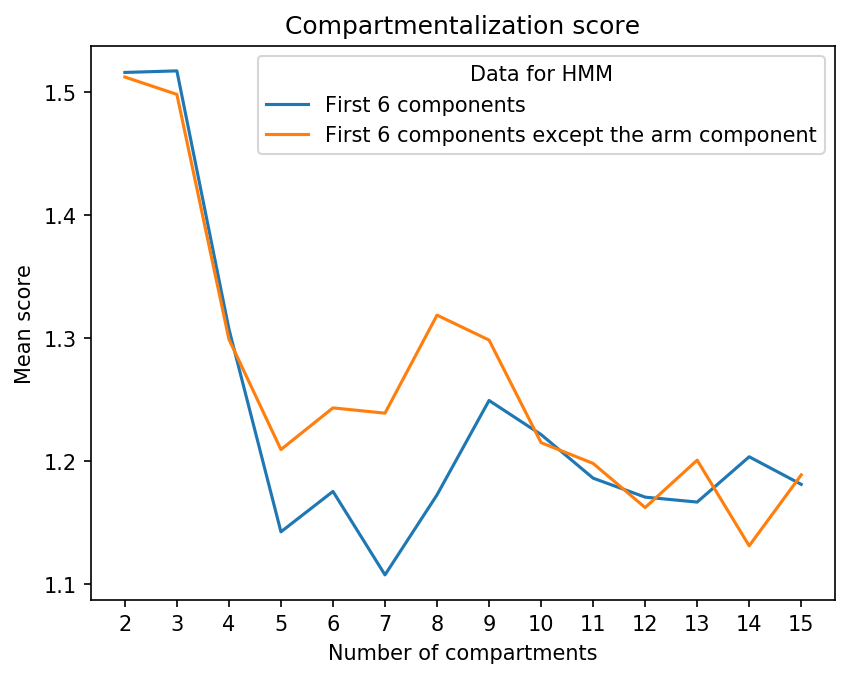 Compartmentalization score
Data for HMM
First 6 components
First 6 components except the arm component
Mean score
1.5
1.4
1.3
1.2
1.1
2 3 4 5 6 7 8 9 10 11 12 13 14 15
Number of compartments